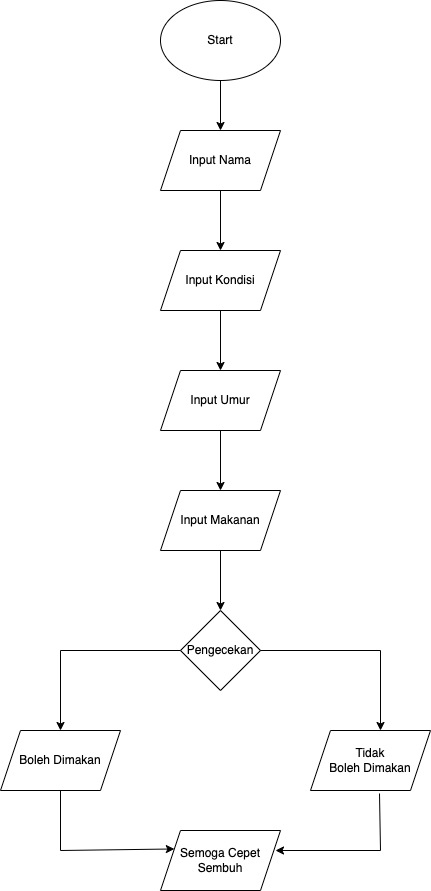 Start
Input Nama
Input Kondisi
Input Umur
Input Makanan
Pengecekan
Boleh Dimakan
Tidak
Boleh Dimakan
Semoga Cepet
Sembuh